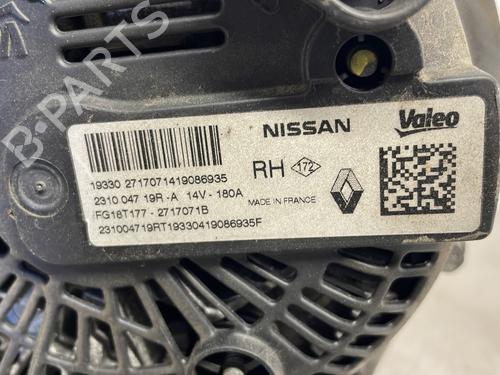 B-PARTS
NISSAN
Valeo
RH 172
MADE IN FRANCE
19330 2717071419086935
2310 047 19R -A 14V - 180A
FG18T177 - 2717071B
231004719RT19330419086935F